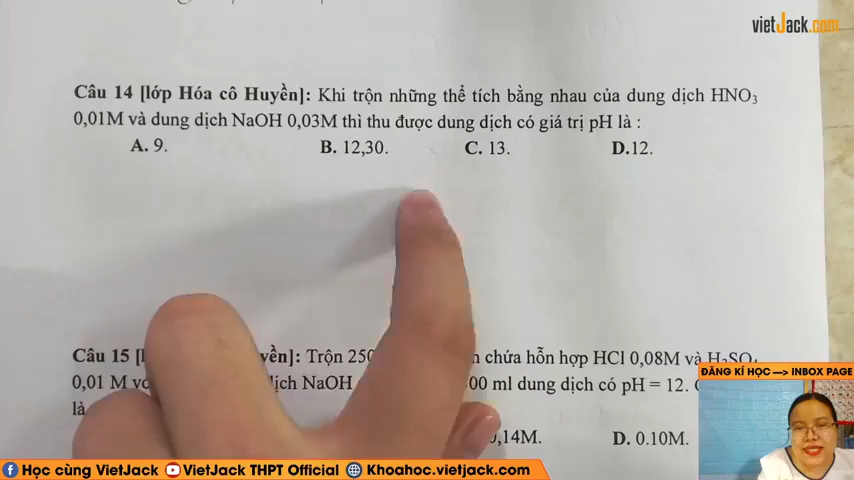 vietJack.com
Câu 14 [lớp Hóa cô Huyền]: Khi trộn những thể tích bằng nhau của dung dịch HNO₃
0,01M và dung dịch NaOH 0,03M thì thu được dung dịch có giá trị pH là :
A. 9. B. 12,30. C. 13. D.12.
Câu 15 Trộn chứa hỗn hợp HCl 0,08M và H₂SO₄
0,01 M NaOH ml dung dịch có pH = 12.
là
0,14M. D. 0.10M.
ĐĂNG KÍ HỌC —> INBOX PAGE
Học cùng VietJack VietJack THPT Official Khoahoc.vietjack.com